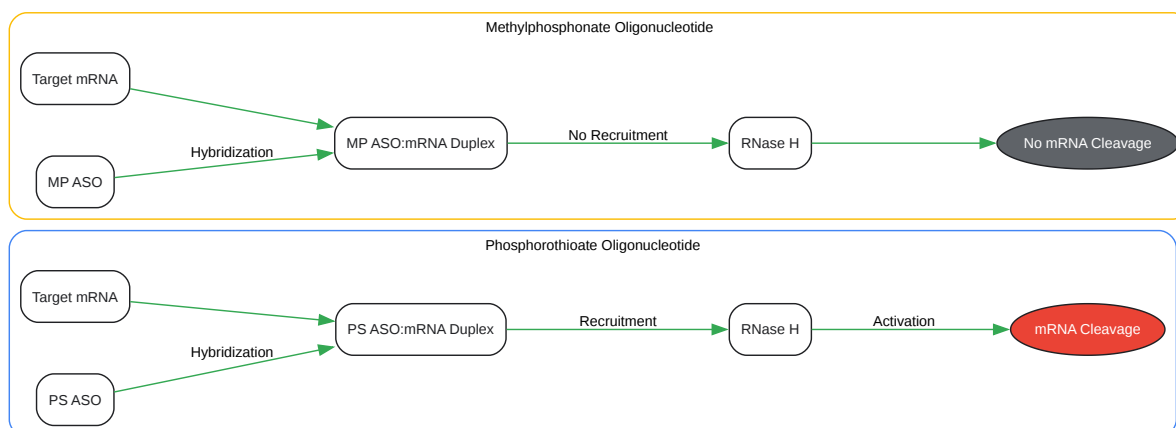 Methylphosphonate Oligonucleotide
Target mRNA
Hybridization
MP ASO
MP ASO:mRNA Duplex
No Recruitment
RNase H
No mRNA Cleavage
Phosphorothioate Oligonucleotide
Target mRNA
Hybridization
PS ASO
PS ASO:mRNA Duplex
Recruitment
RNase H
Activation
mRNA Cleavage